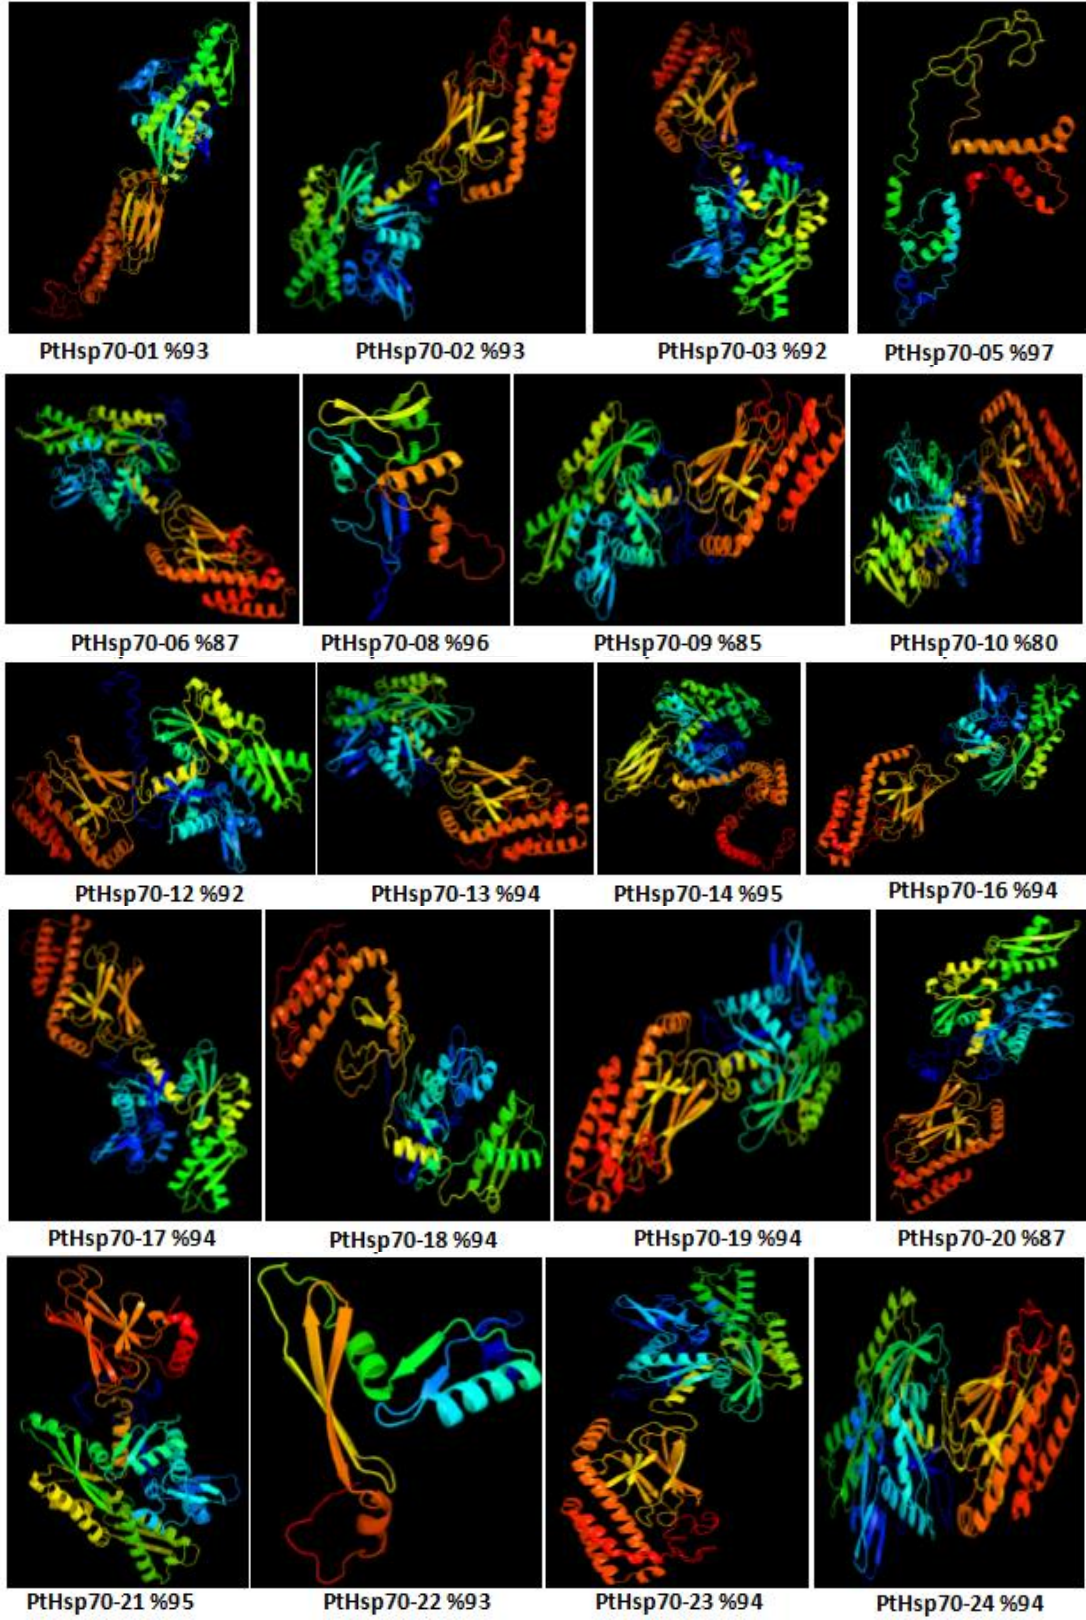 PtHsp70-01 %93 PtHsp70-02 %93 PtHsp70-03 %92 PtHsp70-05 %97
PtHsp70-06 %87 PtHsp70-08 %96 PtHsp70-09 %85 PtHsp70-10 %80
PtHsp70-12 %92 PtHsp70-13 %94 PtHsp70-14 %95 PtHsp70-16 %94
PtHsp70-17 %94 PtHsp70-18 %94 PtHsp70-19 %94 PtHsp70-20 %87
PtHsp70-21 %95 PtHsp70-22 %93 PtHsp70-23 %94 PtHsp70-24 %94